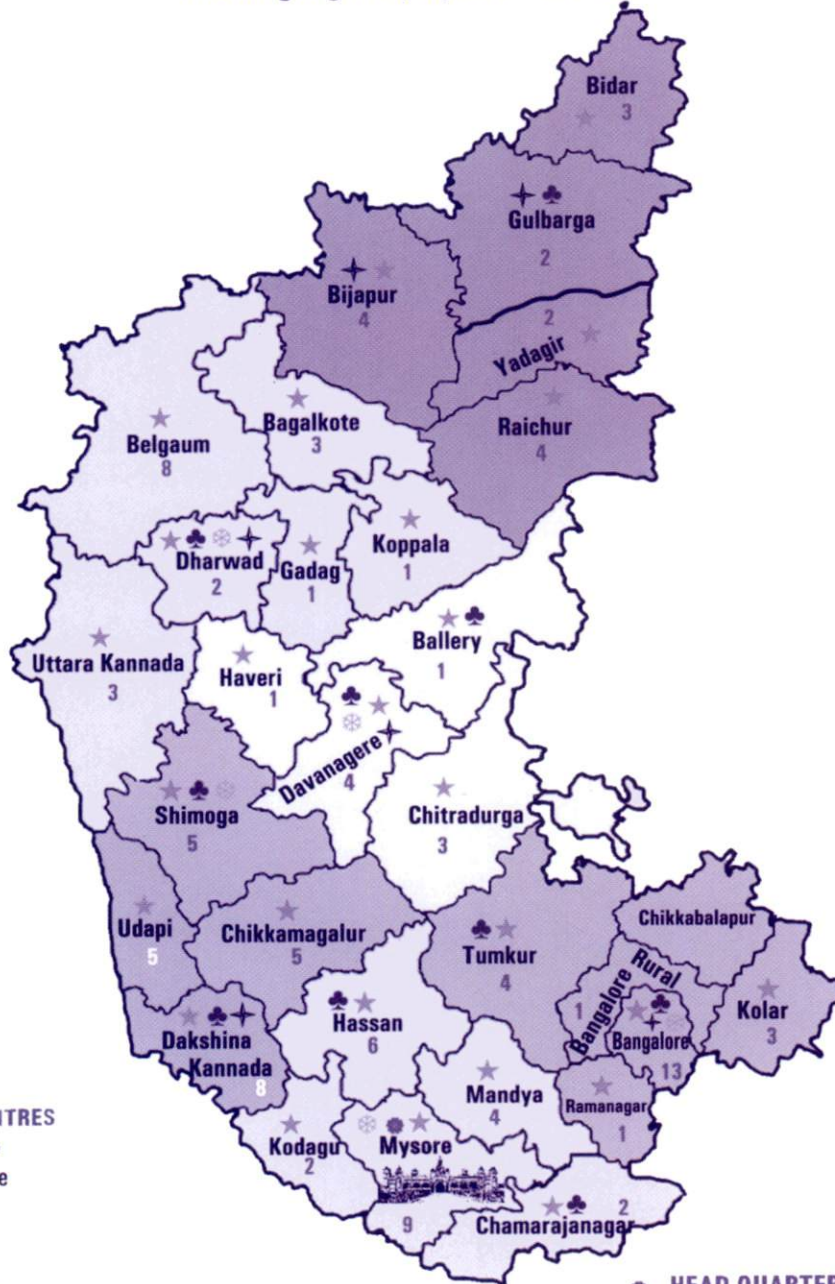 Bidar
3
Gulbarga
2
Bijapur
4
2
Yadagir
Raichur
4
Bagalkote
3
Belgaum
8
Koppala
1
Dharwad
2
Gadag
1
Ballery
1
Uttara Kannada
3
Haveri
1
Davanagere
4
Shimoga
5
Chitradurga
3
Udapi
5
Chikkamagalur
5
Tumkur
4
Chikkabalapur
Bangalore Rural
1
Bangalore
13
Kolar
3
Hassan
6
Dakshina
Kannada
8
Mandya
4
Ramanagar
1
Kodagu
2
Mysore
9
Chamarajanagar
2